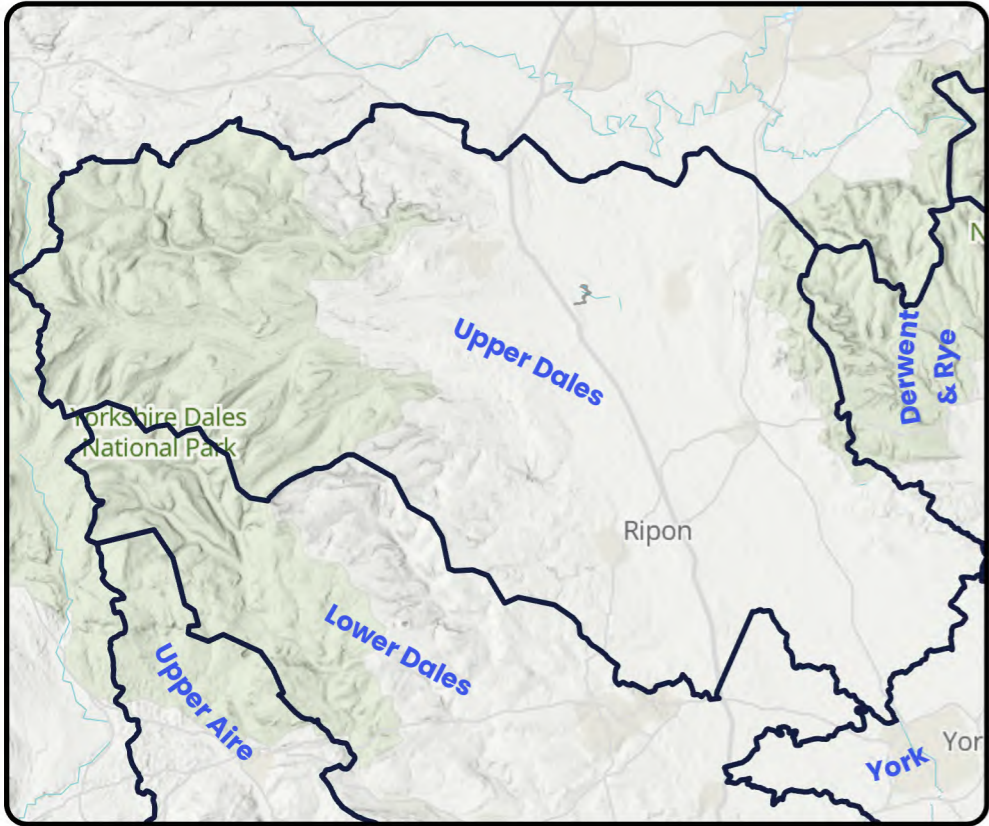 N
Upper Dales
Derwent
& Rye
Yorkshire Dales
National Park
Ripon
Lower Dales
Upper Aire
York
Yor